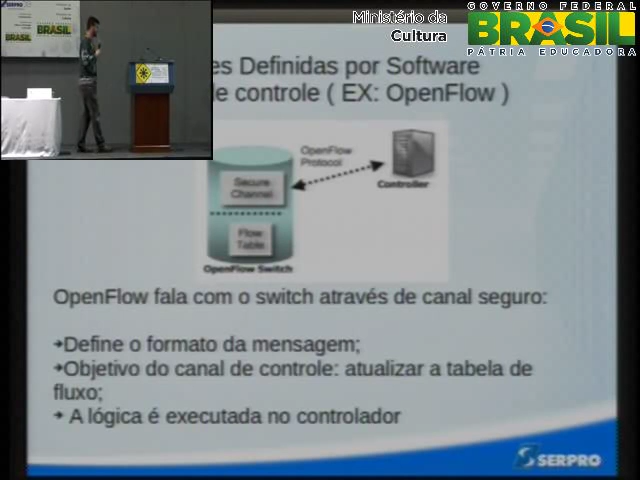 SERPRO
BRASIL
Ministério da
Cultura
GOVERNO FEDERAL
BRASIL
PÁTRIA EDUCADORA
es Definidas por Software
e controle ( EX: OpenFlow )
OpenFlow
Protocol
Controller
Secure
Channel
Flow
Table
OpenFlow Switch
OpenFlow fala com o switch através de canal seguro:
➔Define o formato da mensagem;
➔Objetivo do canal de controle: atualizar a tabela de
fluxo;
➔ A lógica é executada no controlador
SERPRO